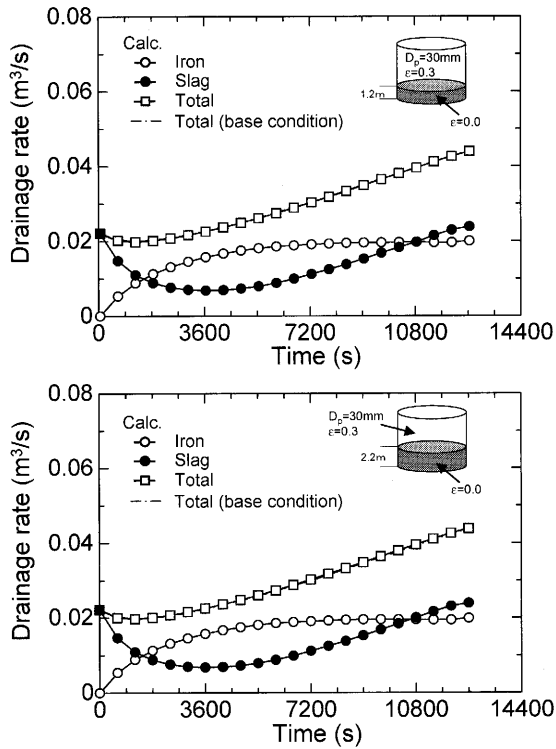 0.08
0.06
0.04
0.02
0
Drainage rate (m³/s)
Calc.
Iron
Slag
Total
Total (base condition)
Dp=30mm
ε=0.3
1.2m
ε=0.0
0 3600 7200 10800 14400
Time (s)
0.08
0.06
0.04
0.02
0
Drainage rate (m³/s)
Calc.
Iron
Slag
Total
Total (base condition)
Dp=30mm
ε=0.3
2.2m
ε=0.0
0 3600 7200 10800 14400
Time (s)